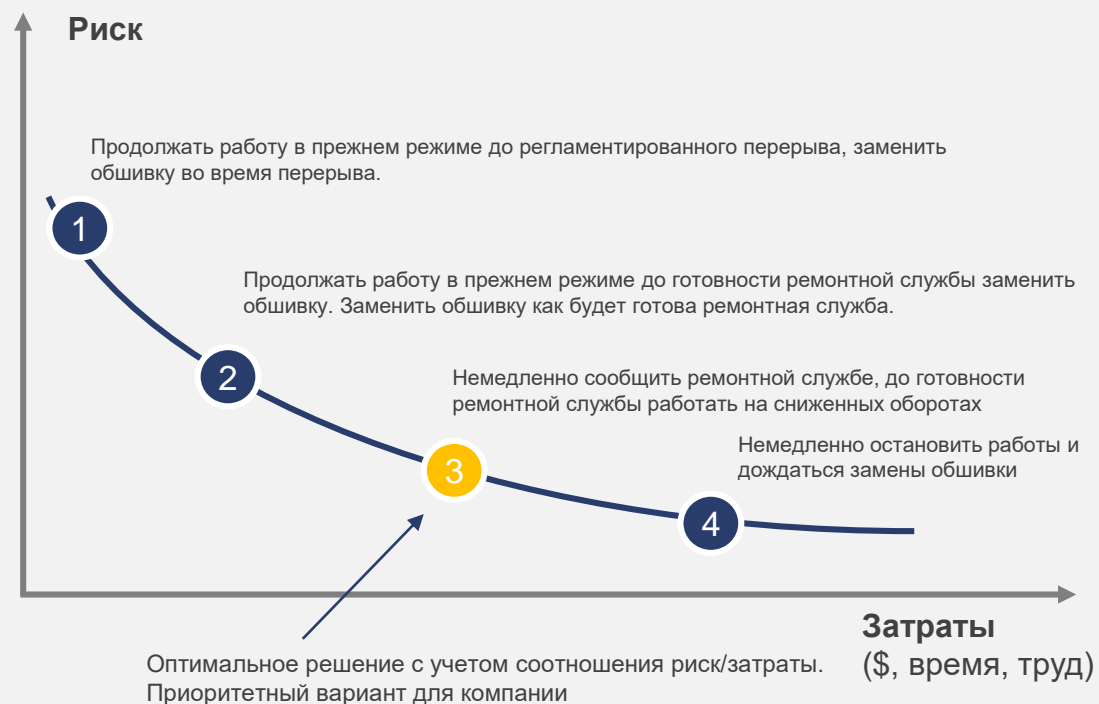 Риск
Продолжать работу в прежнем режиме до регламентированного перерыва, заменить
обшивку во время перерыва.
1
Продолжать работу в прежнем режиме до готовности ремонтной службы заменить
обшивку. Заменить обшивку как будет готова ремонтная служба.
2
Немедленно сообщить ремонтной службе, до готовности
ремонтной службы работать на сниженных оборотах
3
Немедленно остановить работы и
дождаться замены обшивки
4
Затраты
($, время, труд)
Оптимальное решение с учетом соотношения риск/затраты.
Приоритетный вариант для компании